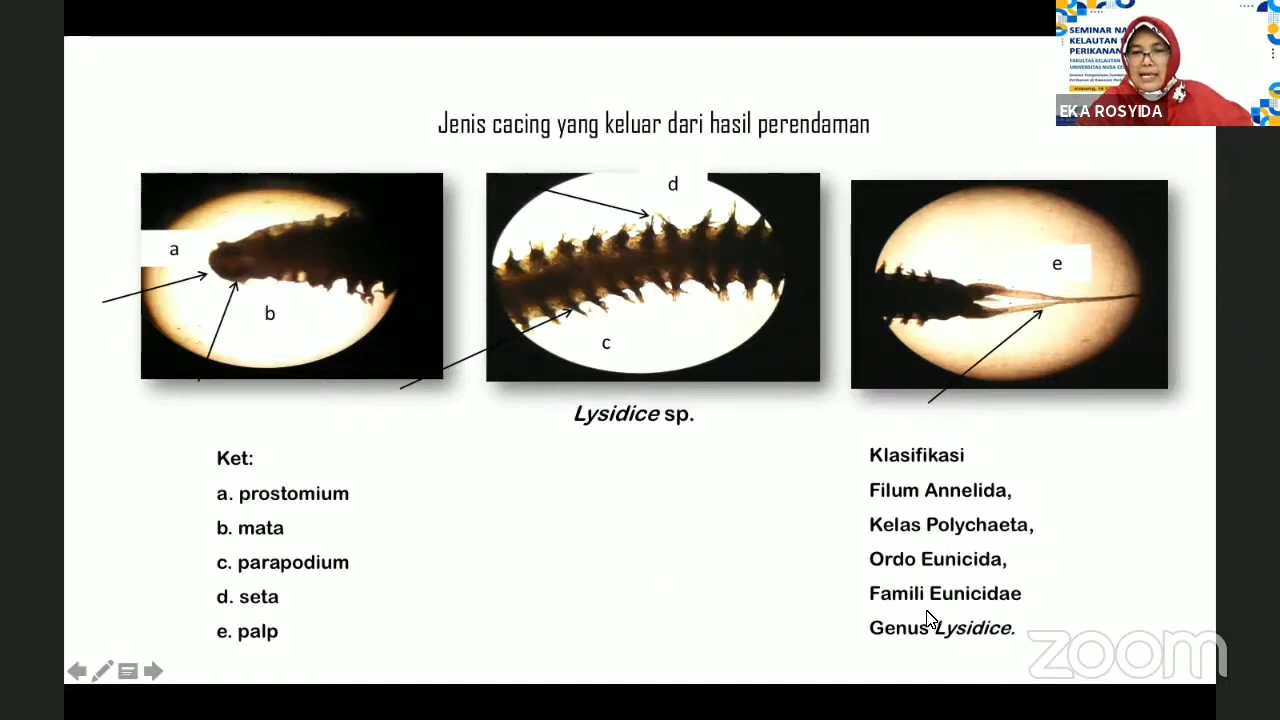 SEMINAR
KELAUTAN
PERIKANAN
FAKULTAS KELAUTAN
UNIVERSITAS NUSA
EKA ROSYIDA
Jenis cacing yang keluar dari hasil perendaman
a
b
d
c
e
Lysidice sp.
Ket:
a. prostomium
b. mata
c. parapodium
d. seta
e. palp
Klasifikasi
Filum Annelida,
Kelas Polychaeta,
Ordo Eunicida,
Famili Eunicidae
Genus Lysidice.
zoom